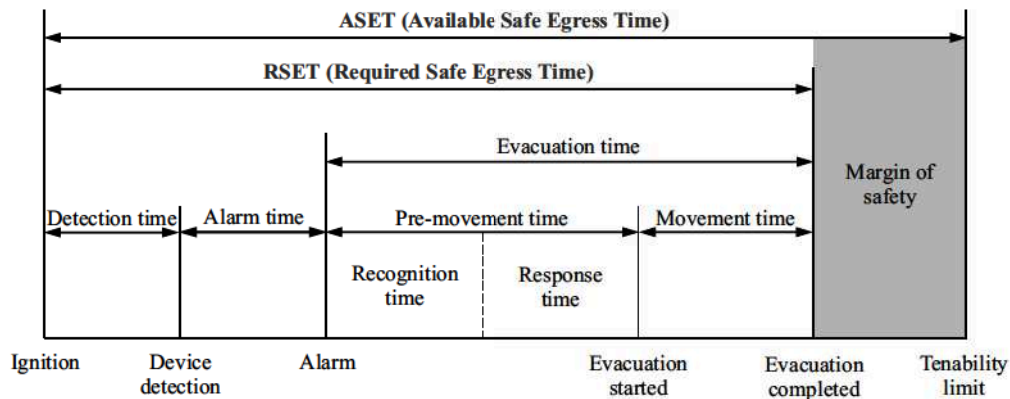 ASET (Available Safe Egress Time)
RSET (Required Safe Egress Time)
Evacuation time
Margin of
safety
Detection time
Alarm time
Pre-movement time
Movement time
Recognition
time
Response
time
Ignition
Device
detection
Alarm
Evacuation
started
Evacuation
completed
Tenability
limit